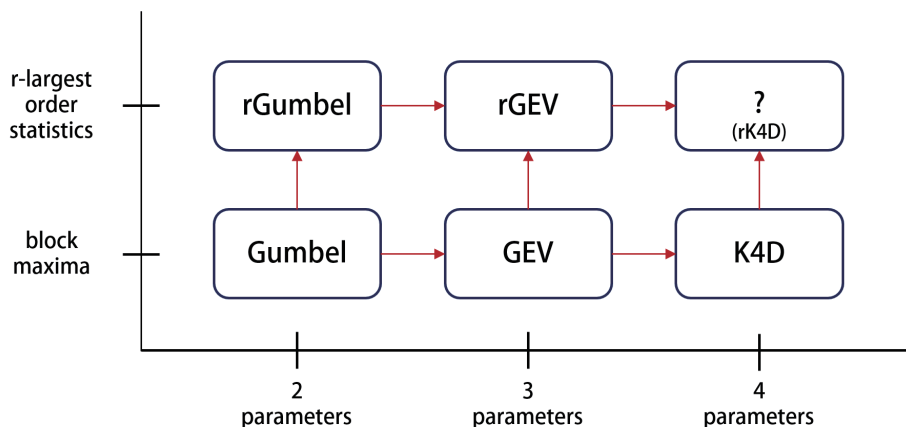 r-largest
order
statistics
rGumbel
rGEV
?
(rK4D)
block
maxima
Gumbel
GEV
K4D
2
parameters
3
parameters
4
parameters